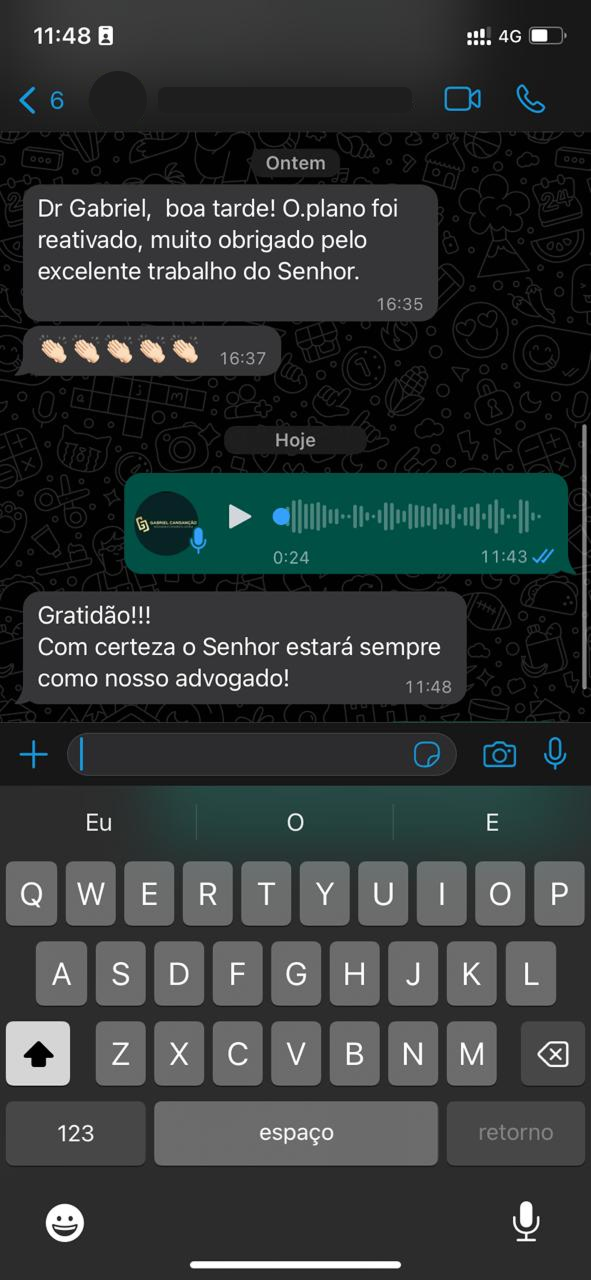 11:48
4G
6
Ontem
Dr Gabriel,  boa tarde! O.plano foi
reativado, muito obrigado pelo
excelente trabalho do Senhor.
16:35
👏🏻👏🏻👏🏻👏🏻👏🏻 16:37
Hoje
GABRIEL CANSANÇÃO
0:24 11:43
Gratidão!!!
Com certeza o Senhor estará sempre
como nosso advogado!
11:48
Eu O E
Q W E R T Y U I O P
A S D F G H J K L
Z X C V B N M
123 espaço retorno